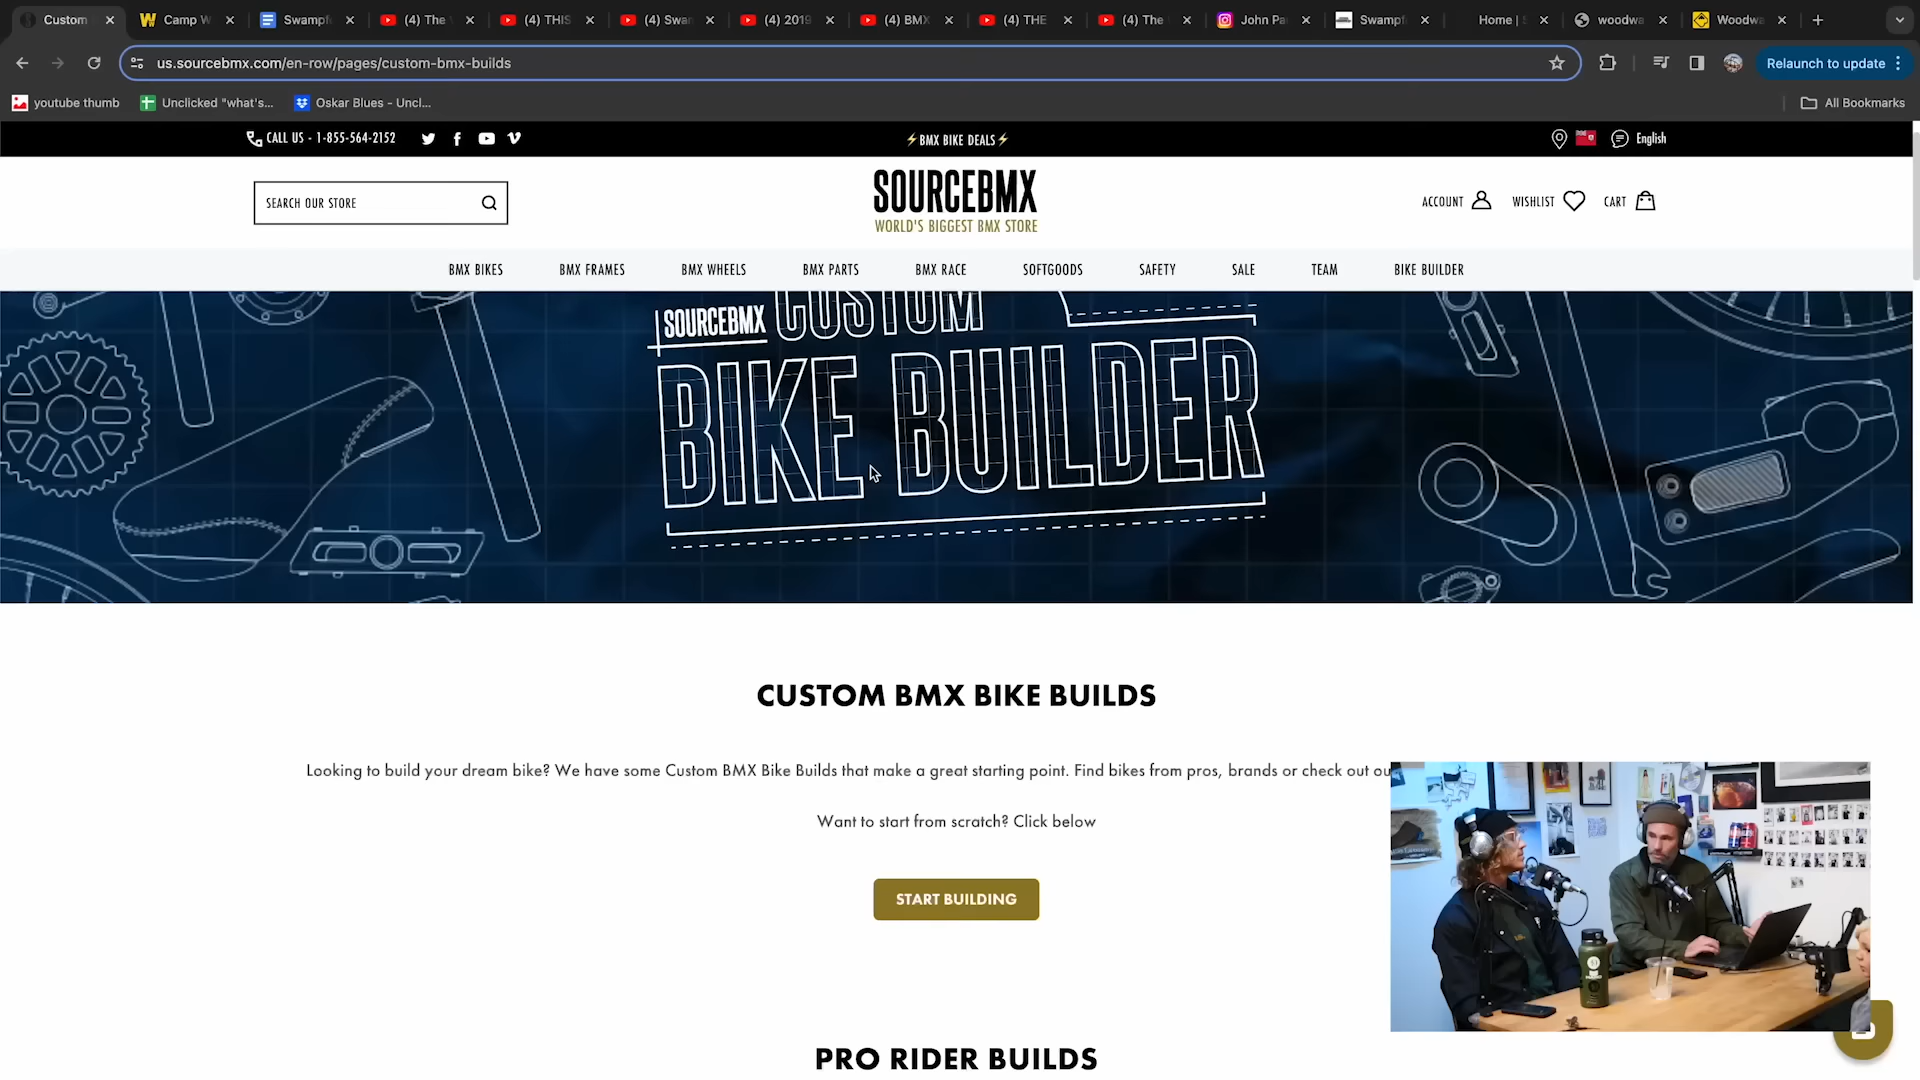 Custom
Camp W
Swampf
(4) The
(4) THIS
(4) Swa
(4) 2019
(4) BMX
(4) THE
(4) The
John Pa
Swampf
Home |
woodwa
Woodwa
us.sourcebmx.com/en-row/pages/custom-bmx-builds
Relaunch to update
youtube thumb
Unclicked "what's...
Oskar Blues - Uncl...
All Bookmarks
CALL US - 1-855-564-2152
⚡BMX BIKE DEALS⚡
English
SEARCH OUR STORE
SOURCEBMX
WORLD'S BIGGEST BMX STORE
ACCOUNT
WISHLIST
CART
BMX BIKES
BMX FRAMES
BMX WHEELS
BMX PARTS
BMX RACE
SOFTGOODS
SAFETY
SALE
TEAM
BIKE BUILDER
SOURCEBMX CUSTOM
BIKE BUILDER
CUSTOM BMX BIKE BUILDS
Looking to build your dream bike? We have some Custom BMX Bike Builds that make a great starting point. Find bikes from pros, brands or check out ou
Want to start from scratch? Click below
START BUILDING
PRO RIDER BUILDS